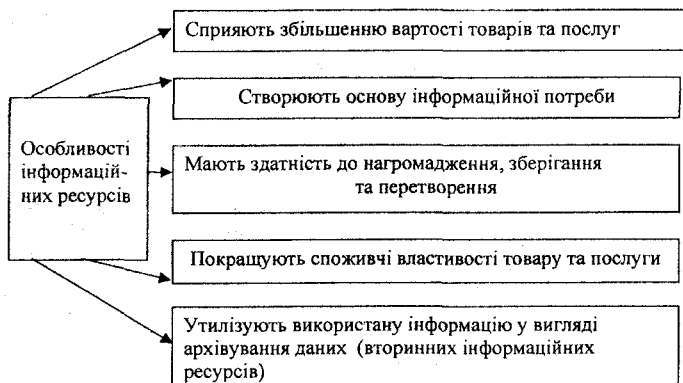 Сприяють збільшенню вартості товарів та послуг
Створюють основу інформаційної потреби
Особливості
інформацій-
них ресурсів
Мають здатність до нагромадження, зберігання
та перетворення
Покращують споживчі властивості товару та послуги
Утилізують використану інформацію у вигляді
архівування даних (вторинних інформаційних
ресурсів)